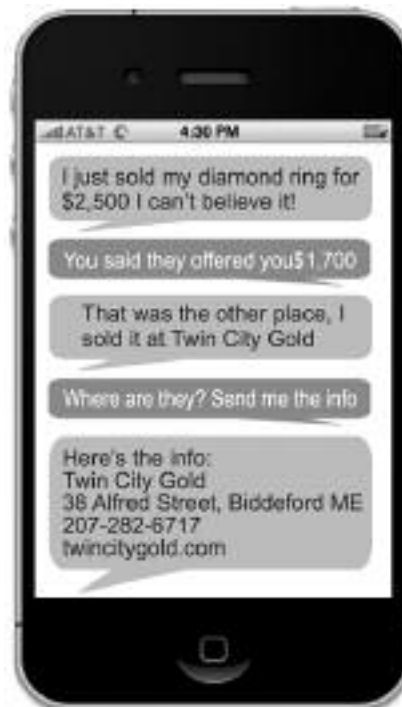 AT&T 4:30 PM
I just sold my diamond ring for
$2,500 I can't believe it!
You said they offered you$1,700
That was the other place, I
sold it at Twin City Gold
Where are they? Send me the info
Here's the info:
Twin City Gold
38 Alfred Street, Biddeford ME
207-282-6717
twincitygold.com